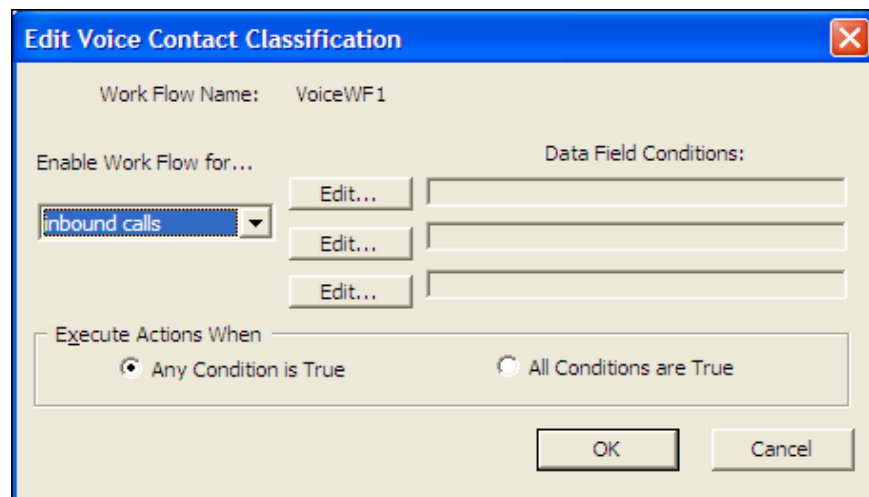 Edit Voice Contact Classification
Work Flow Name: VoiceWF1
Enable Work Flow for...
Data Field Conditions:
inbound calls
Edit...
Edit...
Edit...
Execute Actions When
Any Condition is True
All Conditions are True
OK
Cancel